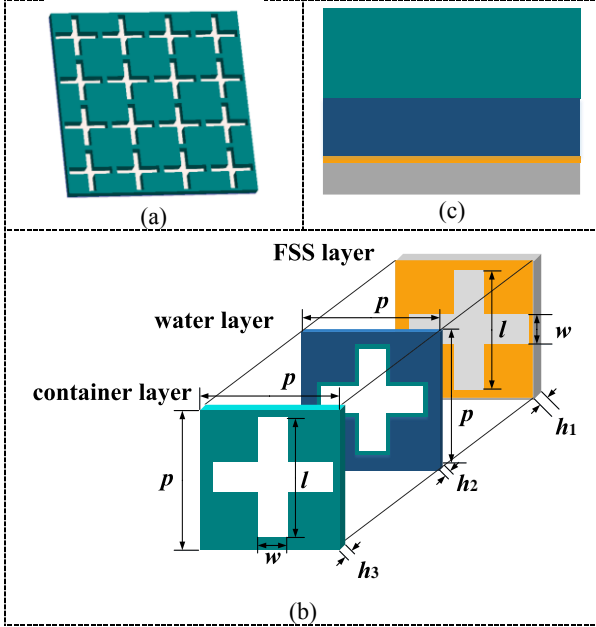 (a)
(c)
FSS layer
p
l
w
water layer
p
h1
container layer
p
p
h2
p
l
w
h3
(b)